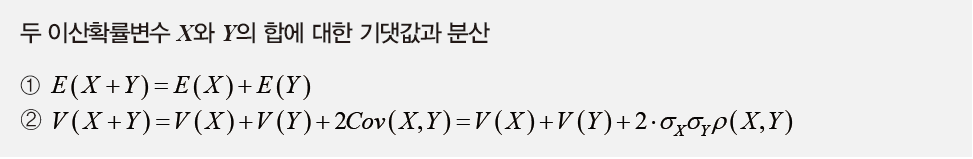 두 이산확률변수 X와 Y의 합에 대한 기댓값과 분산
① E(X+Y)=E(X)+E(Y)
② V(X+Y)=V(X)+V(Y)+2Cov(X,Y)=V(X)+V(Y)+2·σ_Xσ_Yρ(X,Y)